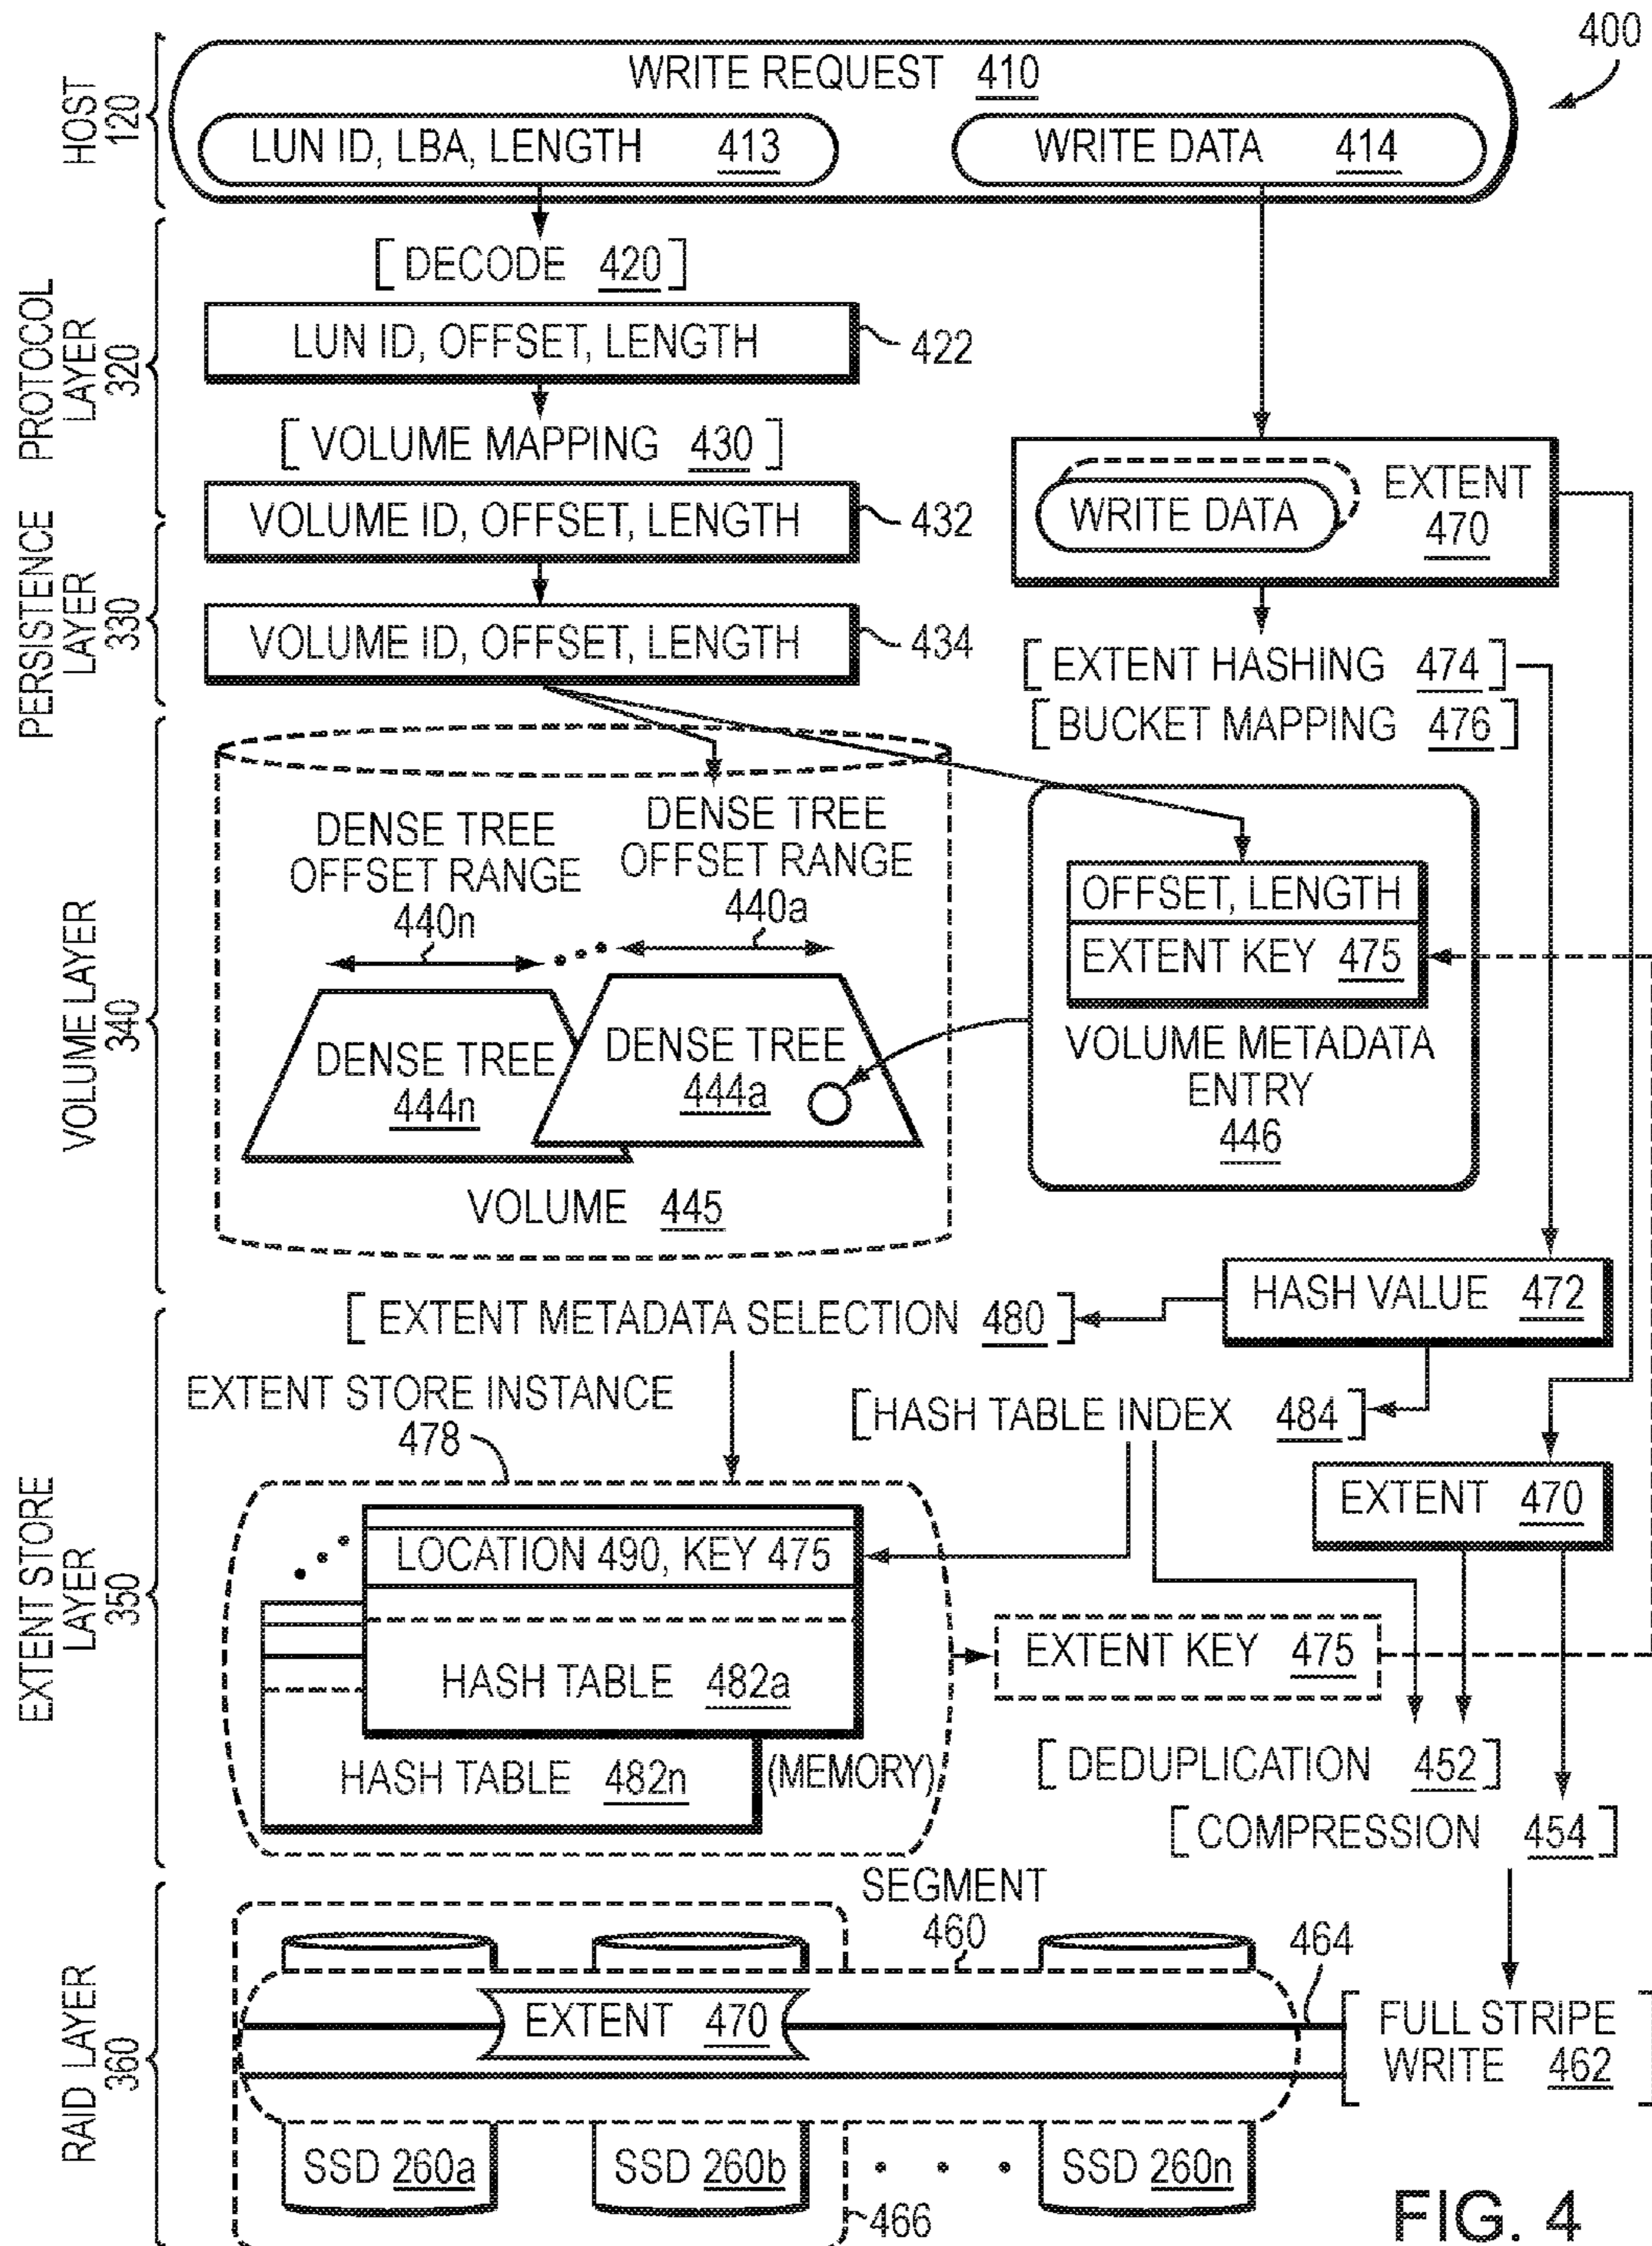 400
HOST
120
WRITE REQUEST 410
LUN ID, LBA, LENGTH 413
WRITE DATA 414
PROTOCOL
LAYER
320
[DECODE 420]
LUN ID, OFFSET, LENGTH
422
[VOLUME MAPPING 430]
VOLUME ID, OFFSET, LENGTH
432
WRITE DATA
EXTENT
470
PERSISTENCE
LAYER
330
VOLUME ID, OFFSET, LENGTH
434
[EXTENT HASHING 474]
[BUCKET MAPPING 476]
VOLUME LAYER
340
DENSE TREE
OFFSET RANGE
440n
DENSE TREE
OFFSET RANGE
440a
DENSE TREE
444n
DENSE TREE
444a
VOLUME 445
OFFSET, LENGTH
EXTENT KEY 475
VOLUME METADATA
ENTRY
446
HASH VALUE 472
EXTENT STORE
LAYER
350
[EXTENT METADATA SELECTION 480]
EXTENT STORE INSTANCE
478
[HASH TABLE INDEX 484]
EXTENT 470
LOCATION 490, KEY 475
HASH TABLE 482a
HASH TABLE 482n
(MEMORY)
EXTENT KEY 475
[DEDUPLICATION 452]
[COMPRESSION 454]
RAID LAYER
360
SEGMENT
460
464
EXTENT 470
[FULL STRIPE
WRITE 462]
SSD 260a
SSD 260b
• • •
SSD 260n
466
FIG. 4